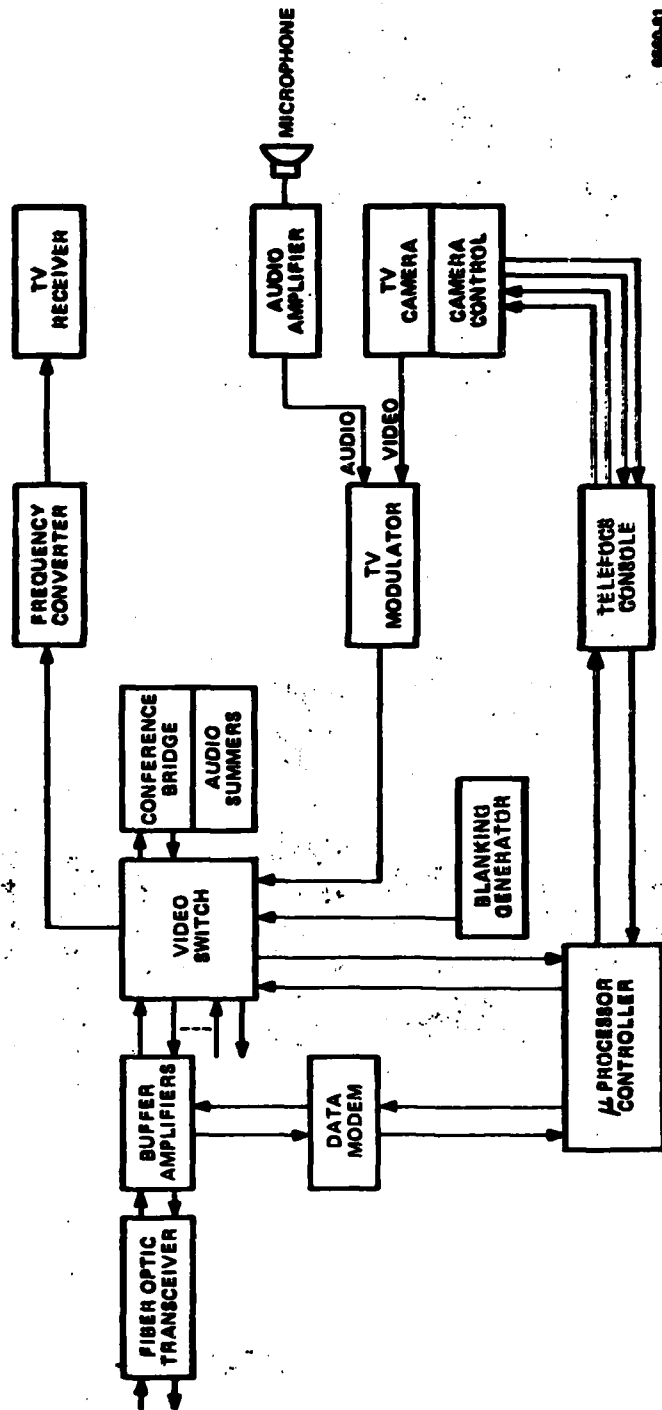 TV
RECEIVER
FREQUENCY
CONVERTER
MICROPHONE
AUDIO
AMPLIFIER
TV
CAMERA
CAMERA
CONTROL
AUDIO
VIDEO
TV
MODULATOR
CONFERENCE
BRIDGE
AUDIO
SUMMERS
VIDEO
SWITCH
BLANKING
GENERATOR
TELEFOCS
CONSOLE
FIBER OPTIC
TRANSCEIVER
BUFFER
AMPLIFIERS
DATA
MODEM
μ PROCESSOR
CONTROLLER